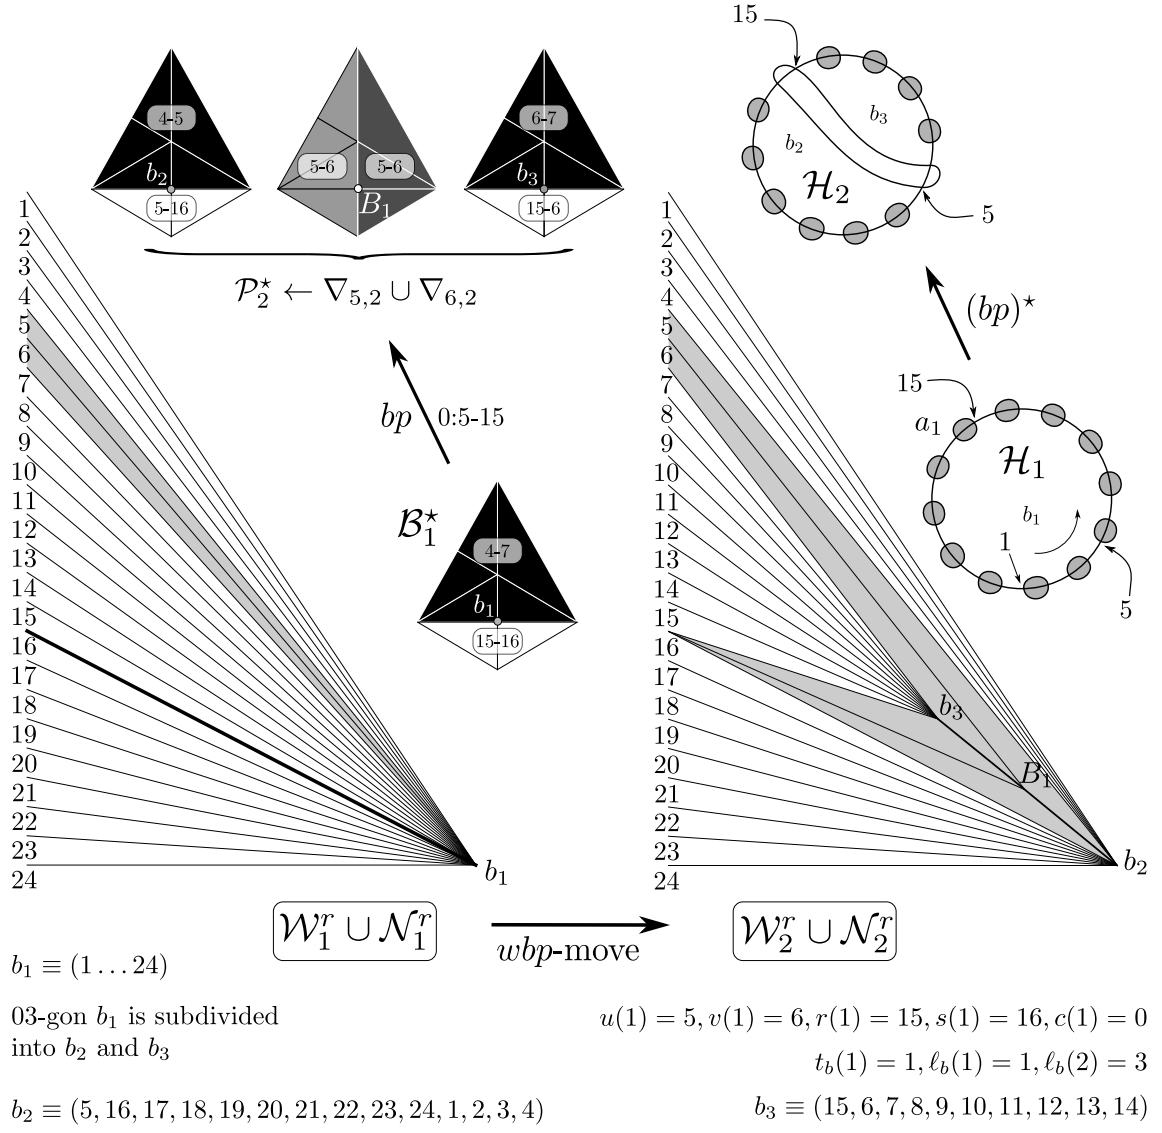 15
4-5
b₂
5-16
5-6
5-6
B₁
6-7
b₃
15-6
b₃
b₂
𝓗₂
5
𝓟₂⋆ ← ∇₅,₂ ∪ ∇₆,₂
(bp)⋆
bp
0:5-15
15
a₁
𝓗₁
b₁
1
5
𝓑₁⋆
4-7
b₁
15-16
1
2
3
4
5
6
7
8
9
10
11
12
13
14
15
16
17
18
19
20
21
22
23
24
b₁
1
2
3
4
5
6
7
8
9
10
11
12
13
14
15
16
17
18
19
20
21
22
23
24
b₃
B₁
b₂
𝓦₁ʳ ∪ 𝓝₁ʳ
wbp-move
𝓦₂ʳ ∪ 𝓝₂ʳ
b₁ ≡ (1 … 24)
03-gon b₁ is subdivided
into b₂ and b₃
u(1) = 5, v(1) = 6, r(1) = 15, s(1) = 16, c(1) = 0
t_b(1) = 1, ℓ_b(1) = 1, ℓ_b(2) = 3
b₂ ≡ (5, 16, 17, 18, 19, 20, 21, 22, 23, 24, 1, 2, 3, 4)
b₃ ≡ (15, 6, 7, 8, 9, 10, 11, 12, 13, 14)